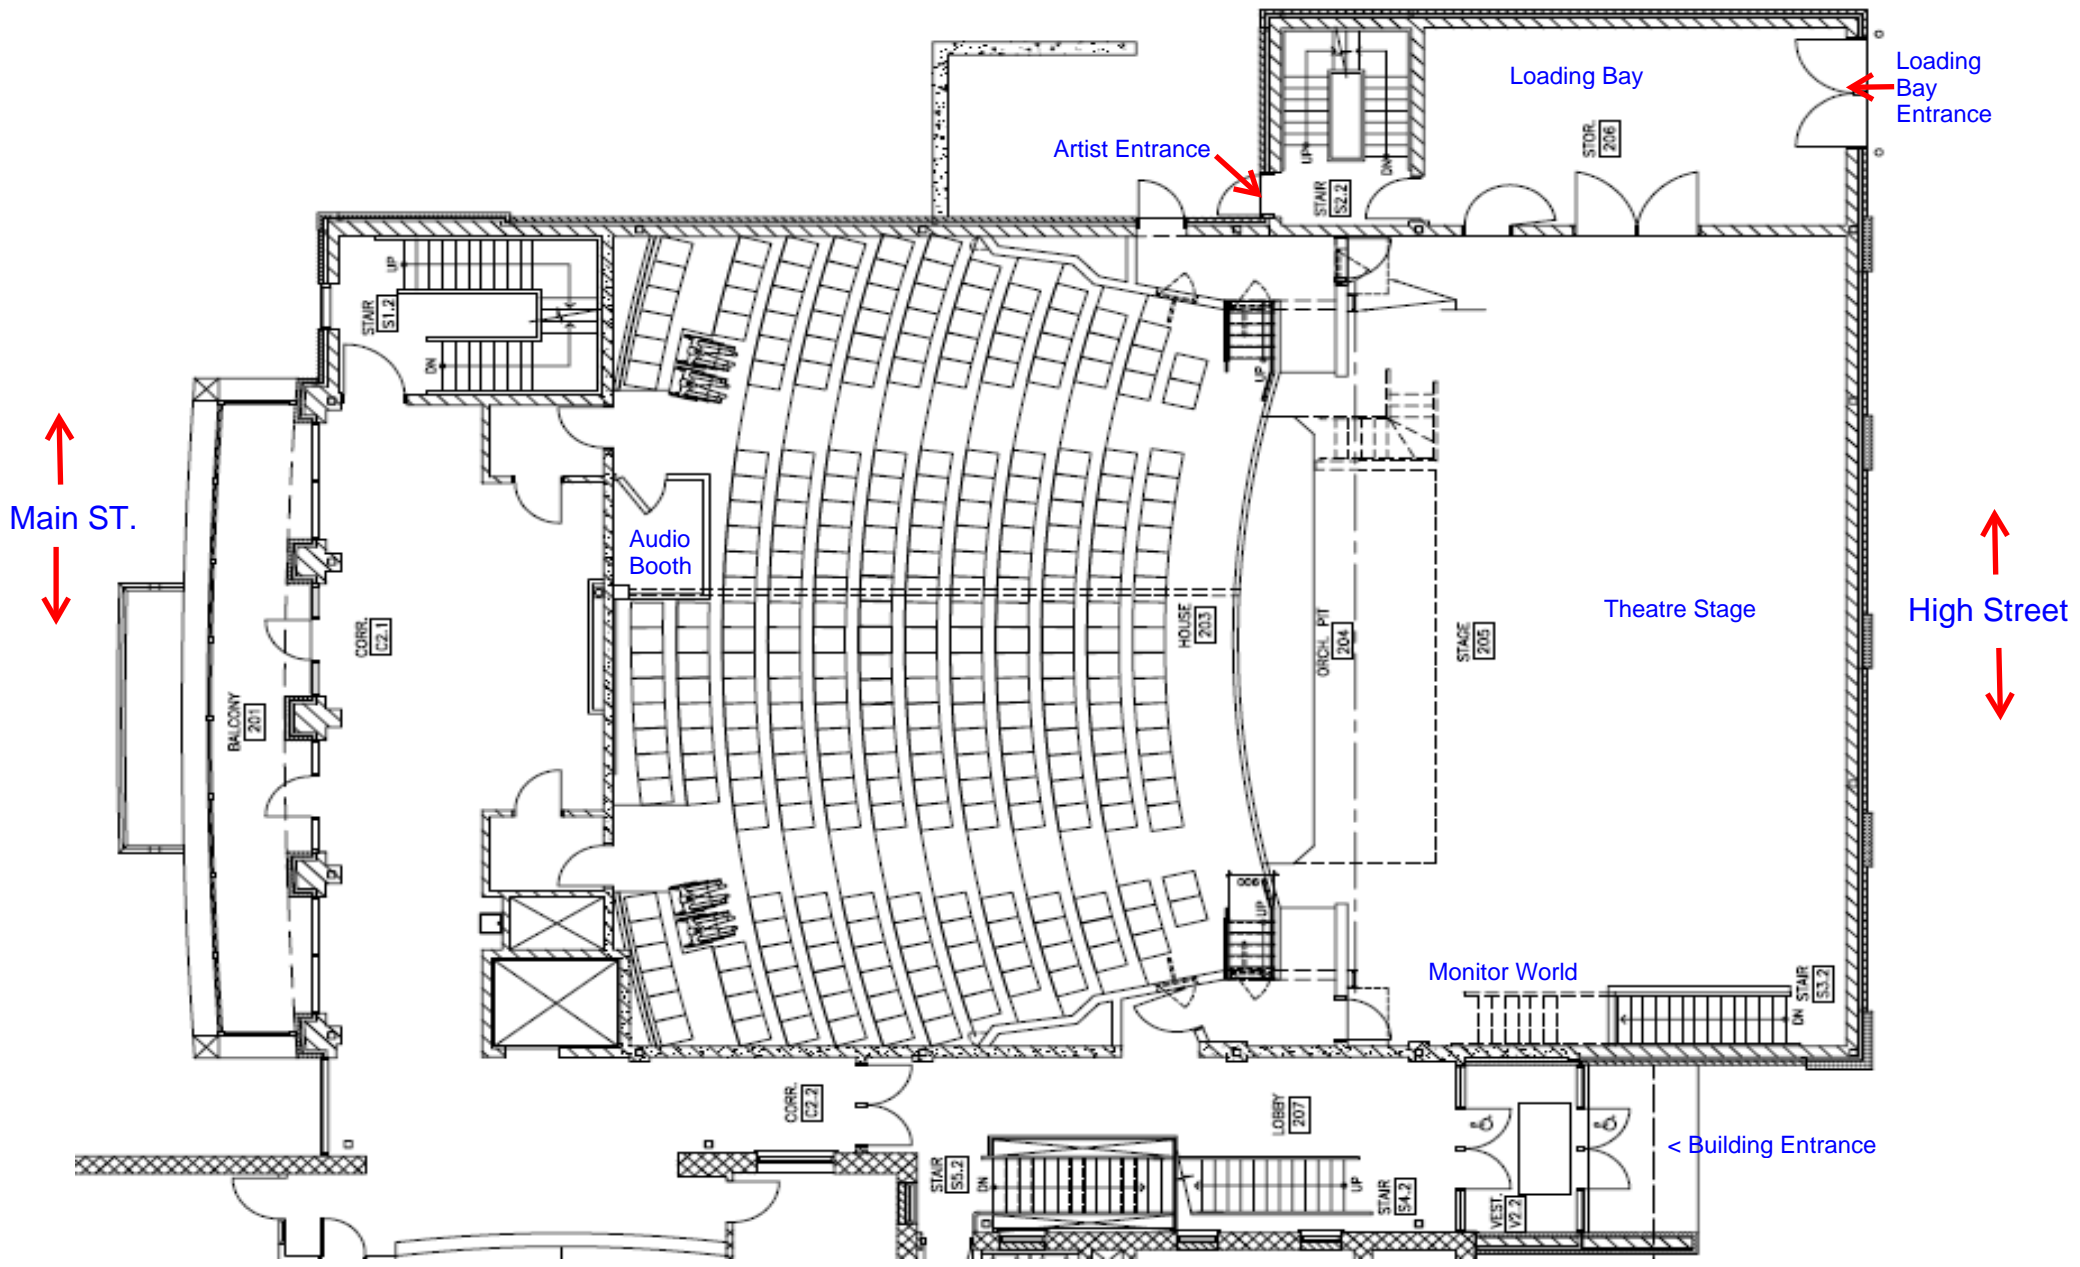 Loading Bay
Loading
Bay
Entrance
Artist Entrance
UP
DN
STAIR
S2.2
STOR.
206
UP
STAIR
S1.2
DN
UP
Main ST.
Audio
Booth
High Street
Theatre Stage
HOUSE
203
ORCH. PIT
204
STAGE
205
CORR.
C2.1
BALCONY
201
UP
Monitor World
STAIR
S3.2
DN
CORR.
C2.2
LOBBY
207
< Building Entrance
STAIR
S5.2
DN
UP
STAIR
S4.2
VEST.
V2.2